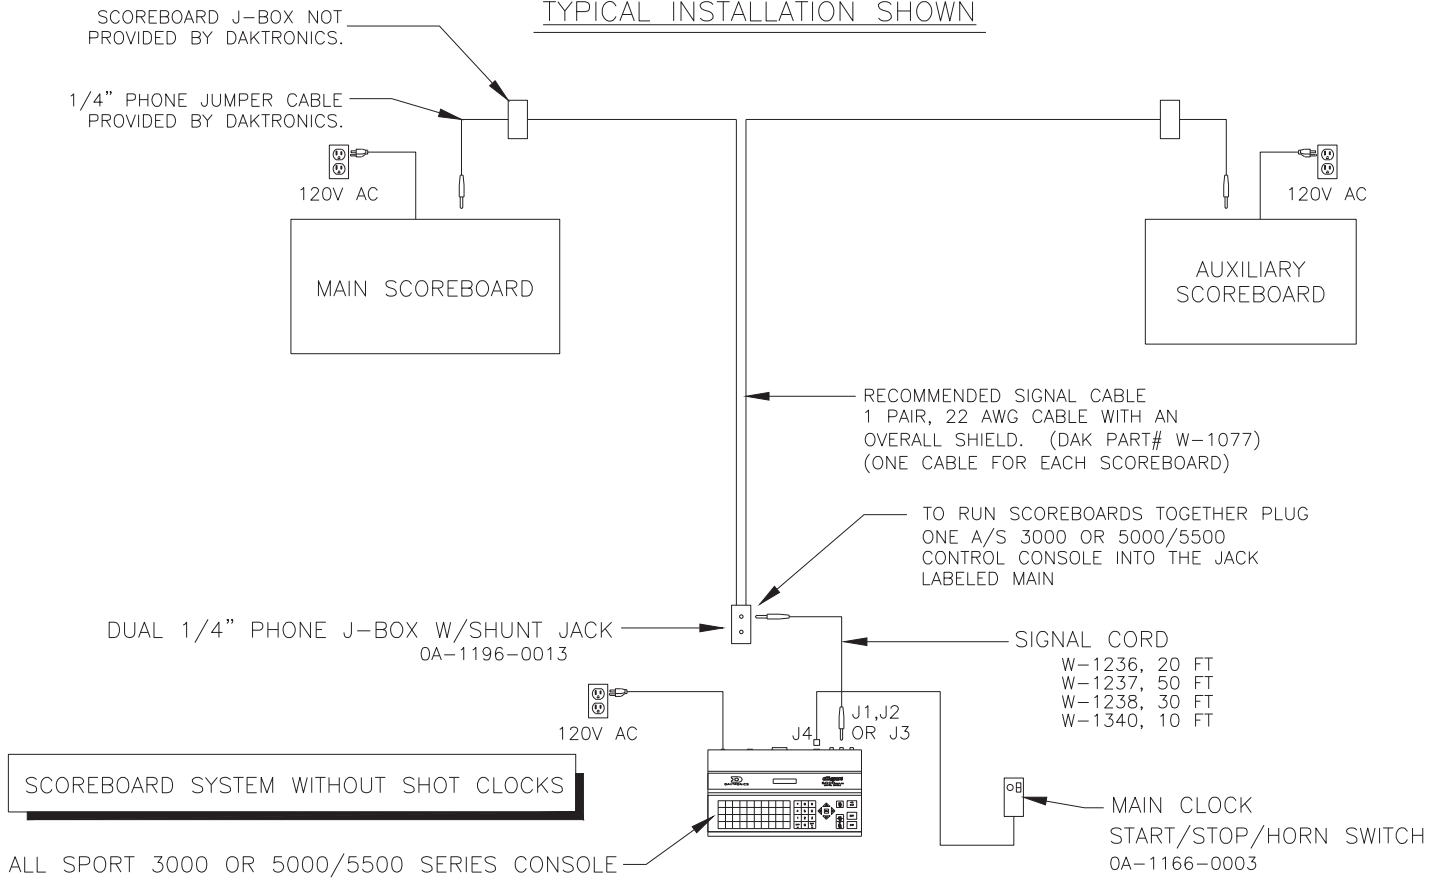 TYPICAL INSTALLATION SHOWN
SCOREBOARD J-BOX NOT
PROVIDED BY DAKTRONICS.
1/4" PHONE JUMPER CABLE
PROVIDED BY DAKTRONICS.
120V AC
120V AC
MAIN SCOREBOARD
AUXILIARY
SCOREBOARD
RECOMMENDED SIGNAL CABLE
1 PAIR, 22 AWG CABLE WITH AN
OVERALL SHIELD. (DAK PART# W-1077)
(ONE CABLE FOR EACH SCOREBOARD)
TO RUN SCOREBOARDS TOGETHER PLUG
ONE A/S 3000 OR 5000/5500
CONTROL CONSOLE INTO THE JACK
LABELED MAIN
DUAL 1/4" PHONE J-BOX W/SHUNT JACK
0A-1196-0013
SIGNAL CORD
W-1236, 20 FT
W-1237, 50 FT
W-1238, 30 FT
W-1340, 10 FT
120V AC
J4
J1,J2
OR J3
DAKTRONICS
SCOREBOARD SYSTEM WITHOUT SHOT CLOCKS
MAIN CLOCK
START/STOP/HORN SWITCH
0A-1166-0003
ALL SPORT 3000 OR 5000/5500 SERIES CONSOLE